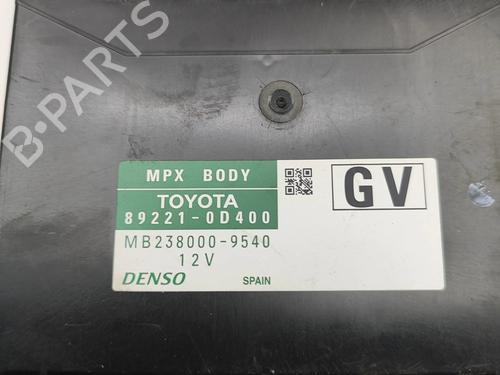 B-PARTS
MPX BODY
TOYOTA
89221-0D400
GV
MB238000-9540
12V
DENSO
SPAIN